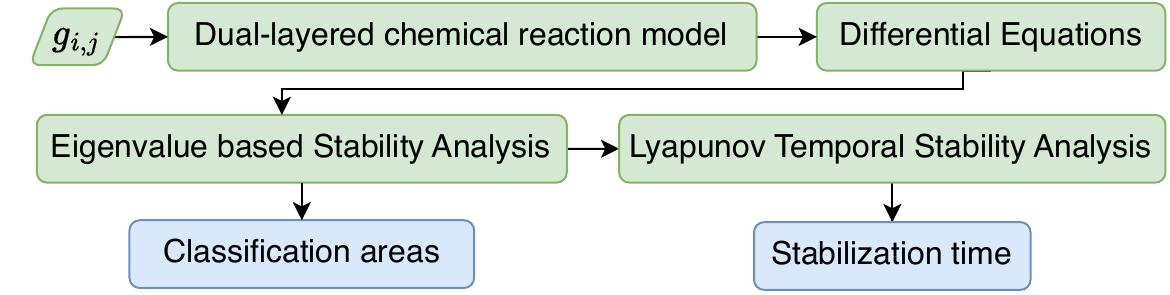 g_{i,j}
Dual-layered chemical reaction model
Differential Equations
Eigenvalue based Stability Analysis
Lyapunov Temporal Stability Analysis
Classification areas
Stabilization time